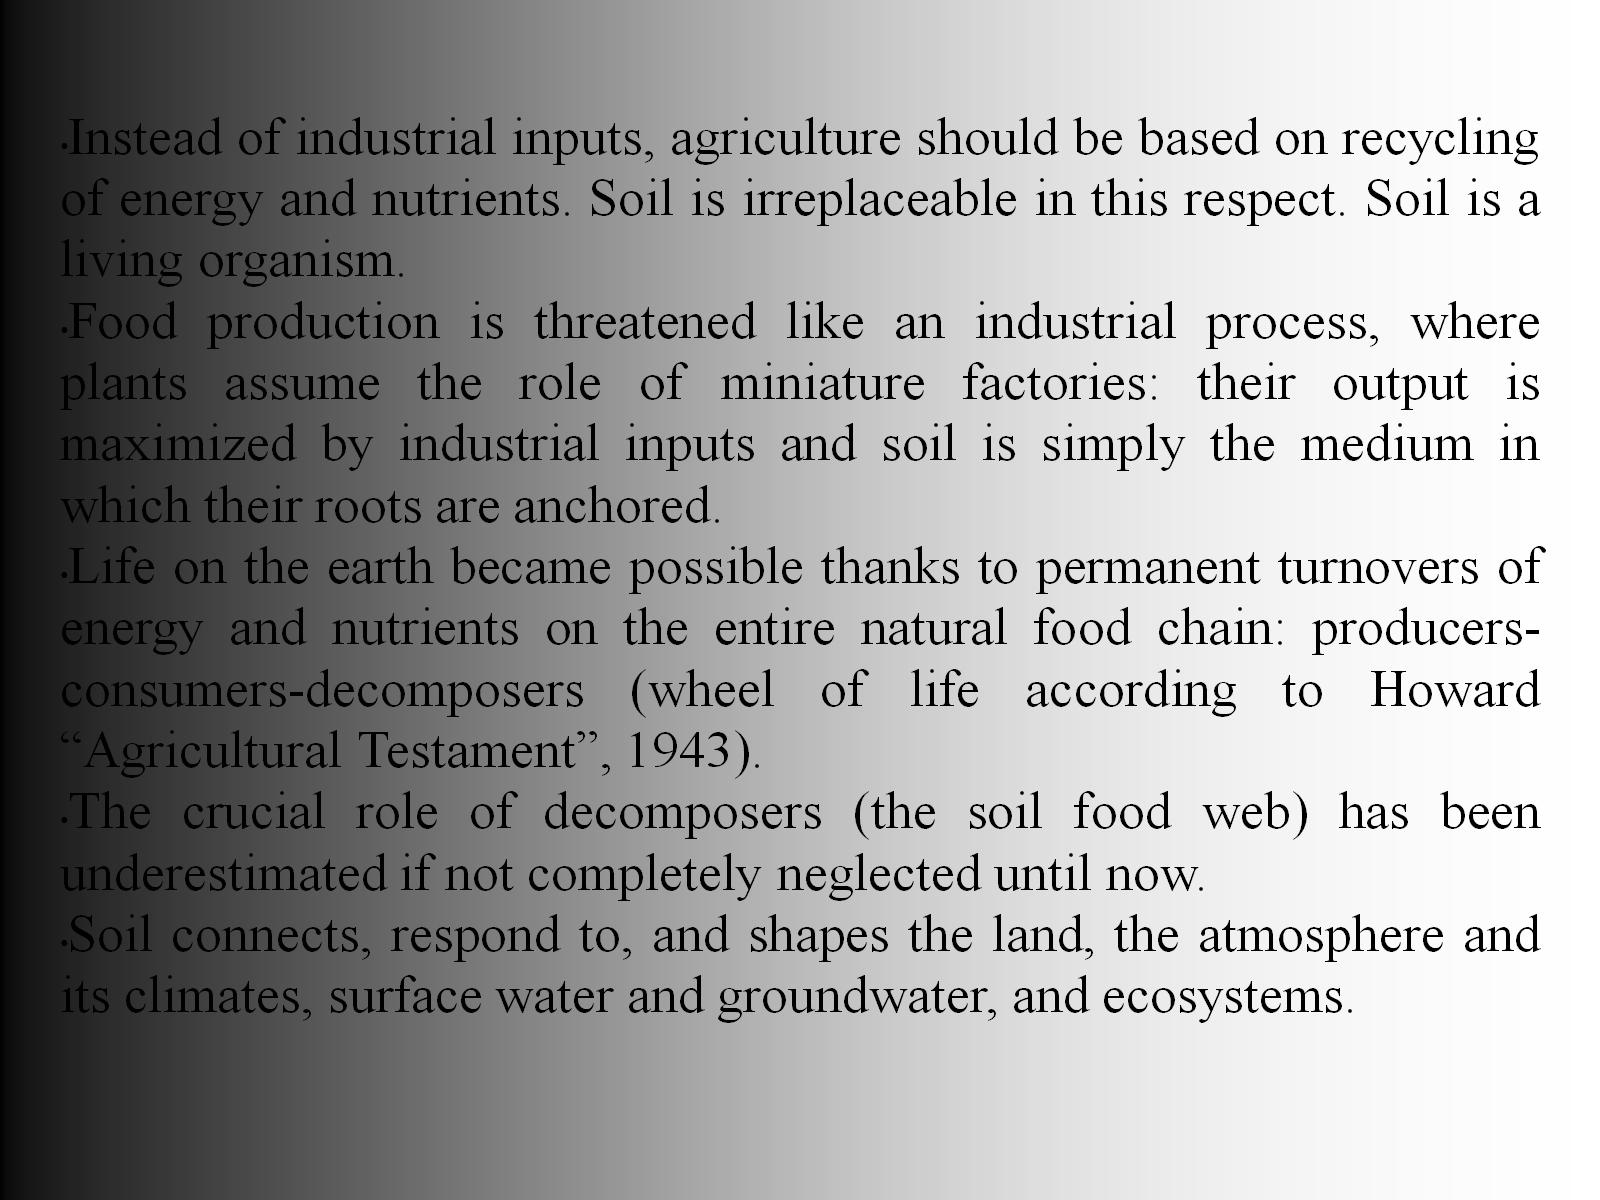 •Instead of industrial inputs, agriculture should be based on recycling
of energy and nutrients. Soil is irreplaceable in this respect. Soil is a
living organism.
•Food production is threatened like an industrial process, where
plants assume the role of miniature factories: their output is
maximized by industrial inputs and soil is simply the medium in
which their roots are anchored.
•Life on the earth became possible thanks to permanent turnovers of
energy and nutrients on the entire natural food chain: producers-
consumers-decomposers (wheel of life according to Howard
“Agricultural Testament”, 1943).
•The crucial role of decomposers (the soil food web) has been
underestimated if not completely neglected until now.
•Soil connects, respond to, and shapes the land, the atmosphere and
its climates, surface water and groundwater, and ecosystems.